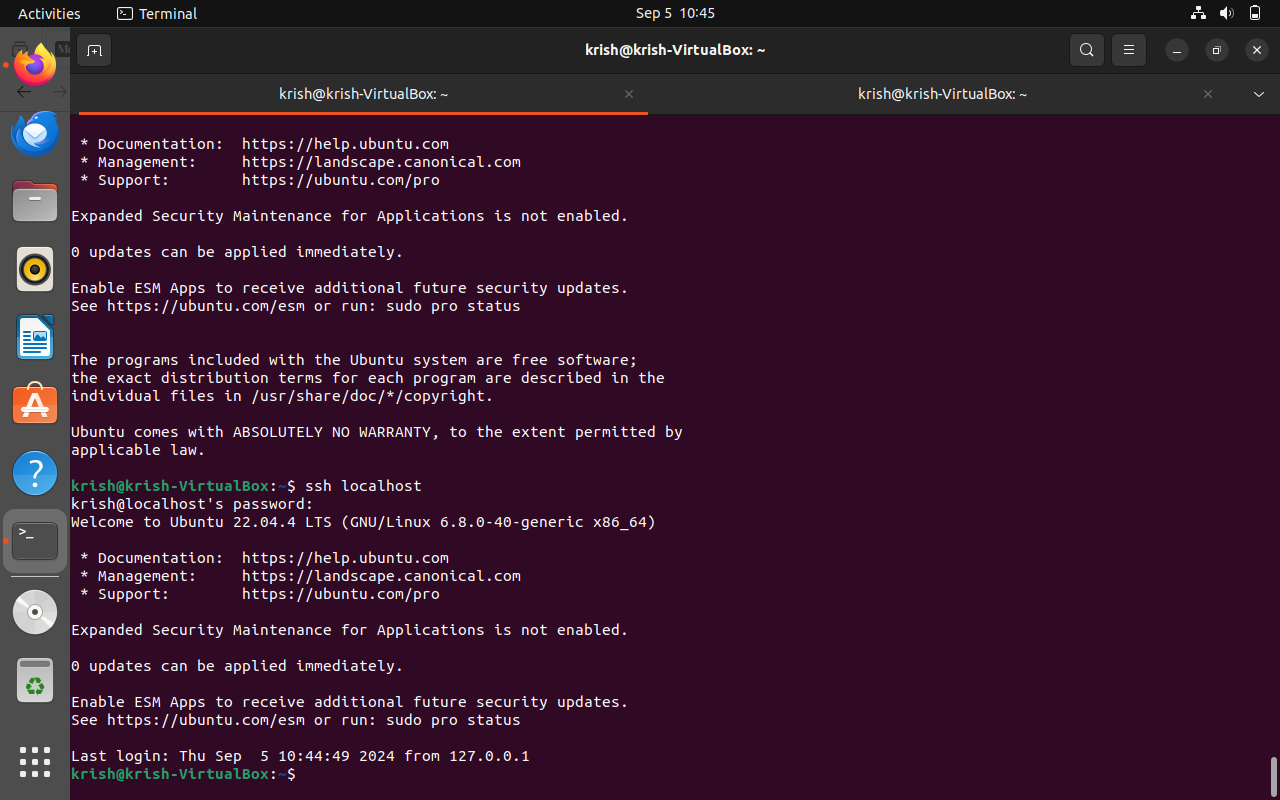 Activities
Terminal
Sep 5 10:45
krish@krish-VirtualBox: ~
krish@krish-VirtualBox: ~
krish@krish-VirtualBox: ~
 * Documentation:  https://help.ubuntu.com
 * Management:     https://landscape.canonical.com
 * Support:        https://ubuntu.com/pro
Expanded Security Maintenance for Applications is not enabled.
0 updates can be applied immediately.
Enable ESM Apps to receive additional future security updates.
See https://ubuntu.com/esm or run: sudo pro status
The programs included with the Ubuntu system are free software;
the exact distribution terms for each program are described in the
individual files in /usr/share/doc/*/copyright.
Ubuntu comes with ABSOLUTELY NO WARRANTY, to the extent permitted by
applicable law.
krish@krish-VirtualBox:~$ ssh localhost
krish@localhost's password:
Welcome to Ubuntu 22.04.4 LTS (GNU/Linux 6.8.0-40-generic x86_64)
 * Documentation:  https://help.ubuntu.com
 * Management:     https://landscape.canonical.com
 * Support:        https://ubuntu.com/pro
Expanded Security Maintenance for Applications is not enabled.
0 updates can be applied immediately.
Enable ESM Apps to receive additional future security updates.
See https://ubuntu.com/esm or run: sudo pro status
Last login: Thu Sep  5 10:44:49 2024 from 127.0.0.1
krish@krish-VirtualBox:~$